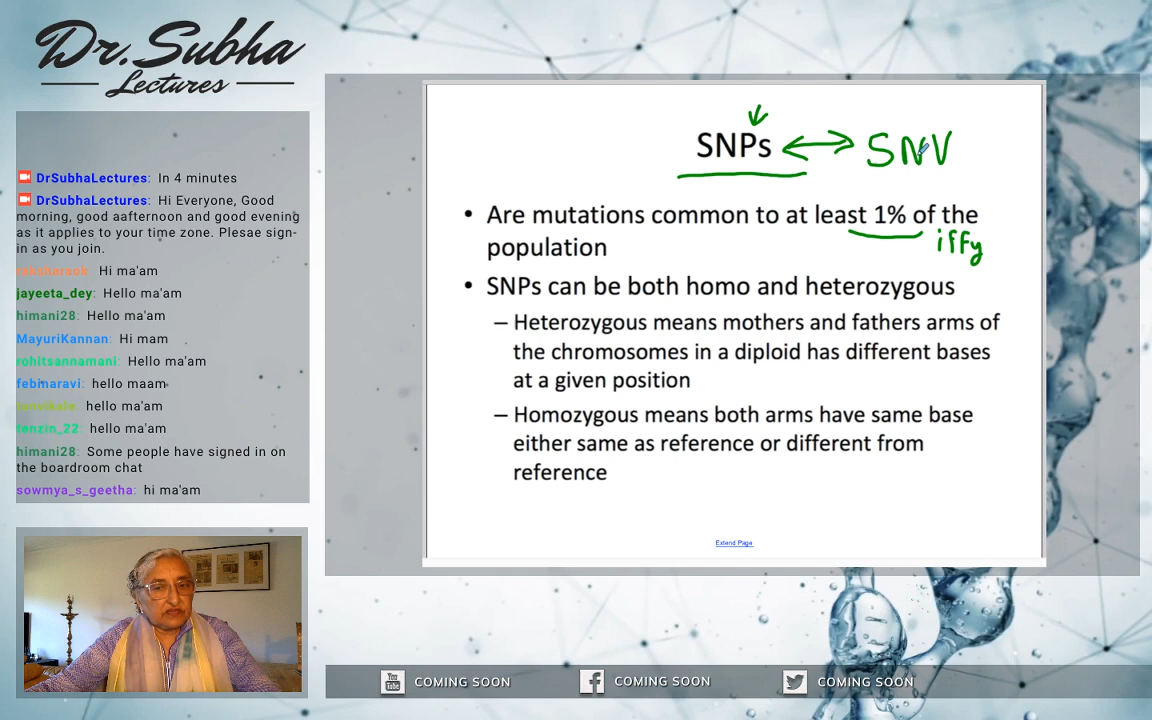 Dr. Subha
Lectures
DrSubhaLectures: In 4 minutes
DrSubhaLectures: Hi Everyone, Good
morning, good aafternoon and good evening
as it applies to your time zone. Plesae sign-
in as you join.
Hi ma'am
jayeeta_dey: Hello ma'am
himani28: Hello ma'am
MayuriKannan: Hi mam
rohitsannamani: Hello ma'am
febinaravi: hello maam
hello ma'am
tenzin_22: hello ma'am
himani28: Some people have signed in on
the boardroom chat
sowmya_s_geetha: hi ma'am
SNPs SNV
• Are mutations common to at least 1% of the
iffy
population
• SNPs can be both homo and heterozygous
– Heterozygous means mothers and fathers arms of
the chromosomes in a diploid has different bases
at a given position
– Homozygous means both arms have same base
either same as reference or different from
reference
Extend Page
You Tube COMING SOON
f COMING SOON
COMING SOON